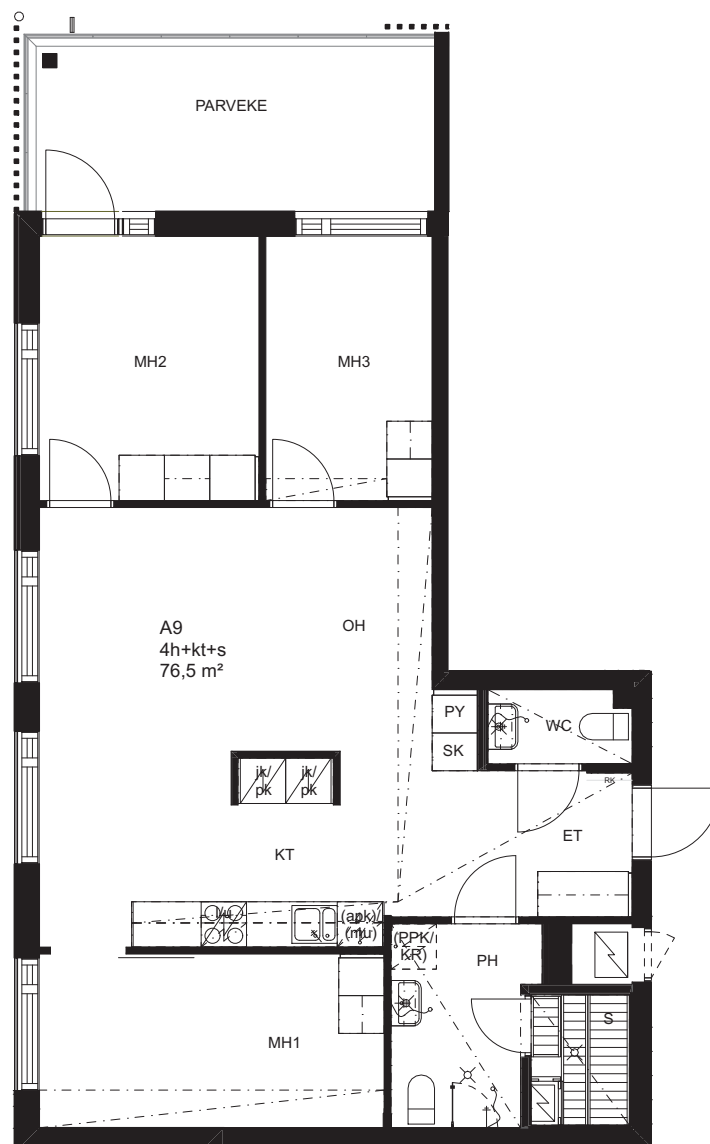 PARVEKE
MH2
MH3
A9
4h+kt+s
76,5 m²
OH
PY
SK
WC
RK
jk/
pk
jk/
pk
KT
ET
l/u
(apk)/
(mu)
(PPK/
KR)
PH
S
MH1